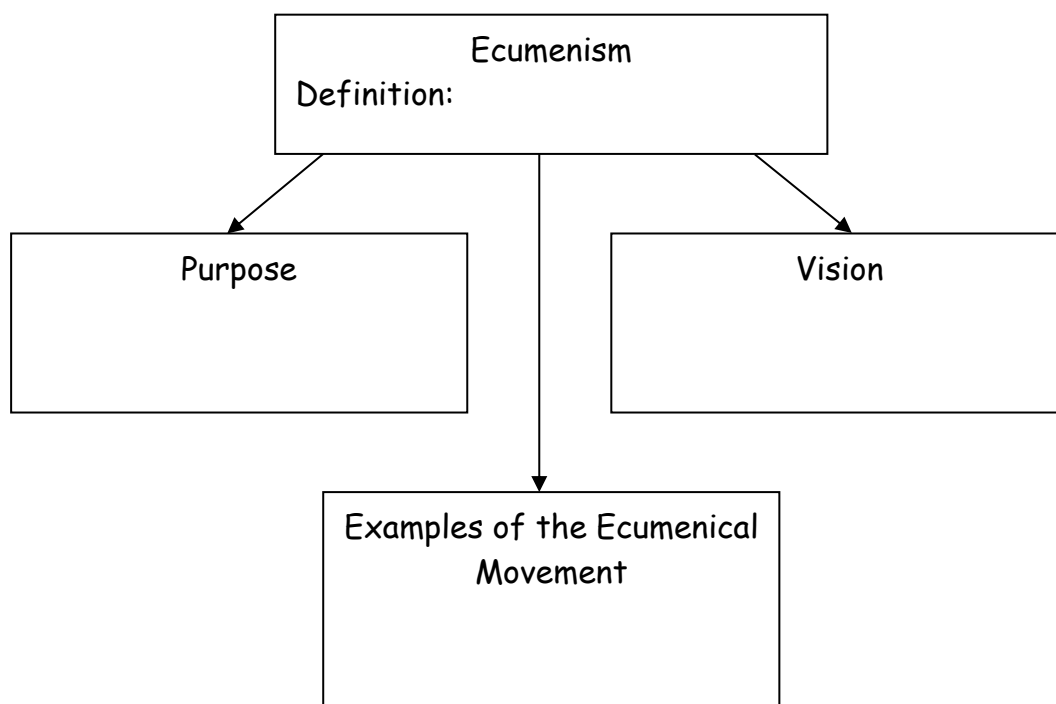 Ecumenism
Definition:
Purpose
Vision
Examples of the Ecumenical
Movement